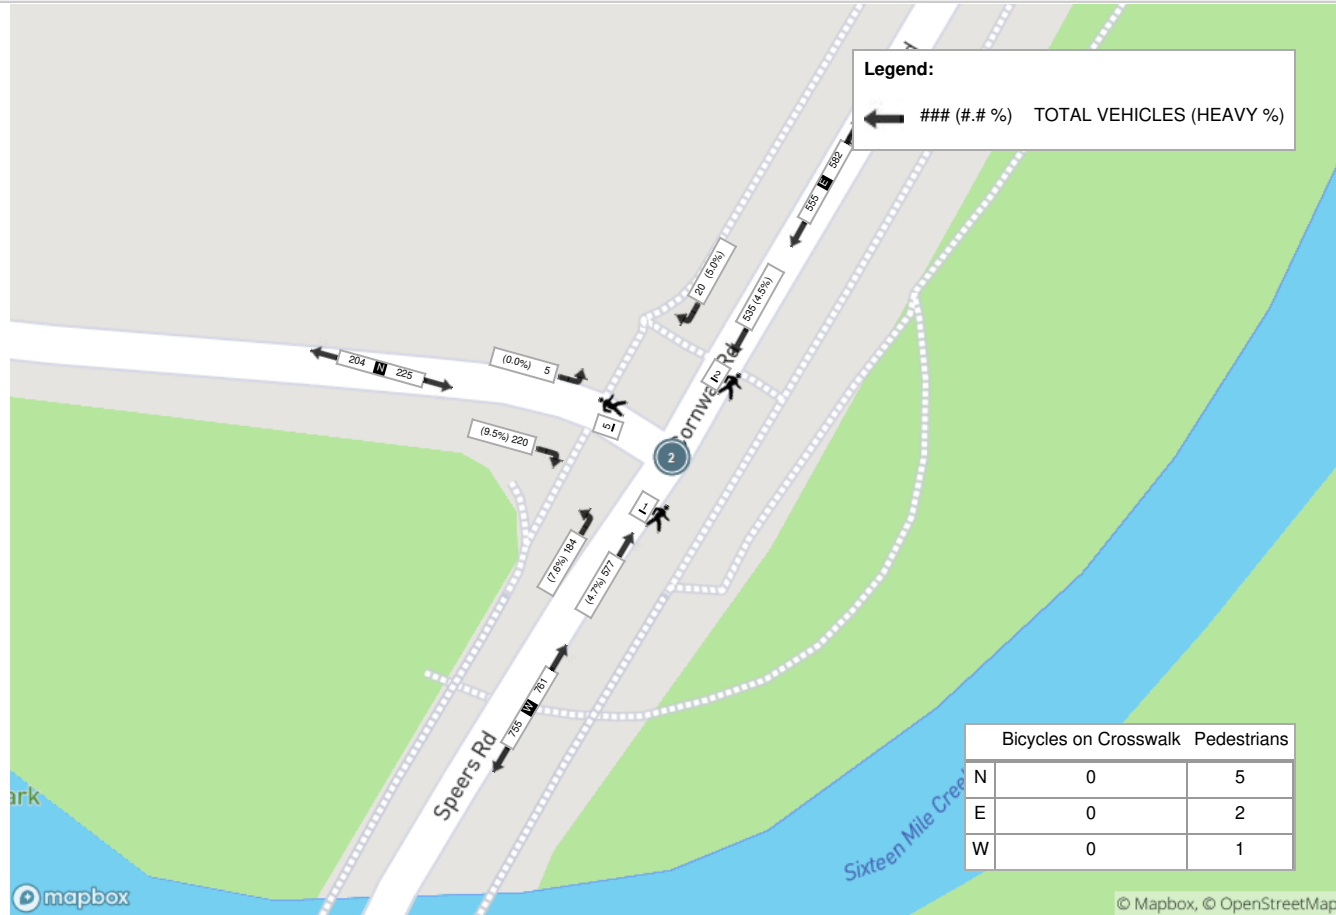 Legend:
### (#.# %) TOTAL VEHICLES (HEAVY %)
555 E 582
20 (5.0%)
535 (4.5%)
204 N 225
(0.0%) 5
2
5
(9.5%) 220
2
1
(7.6%) 184
(4.7%) 577
755 W 761
Speers Rd
Bicycles on Crosswalk Pedestrians
N 0 5
E 0 2
W 0 1
Sixteen Mile Cree
ark
mapbox
© Mapbox, © OpenStreetMap